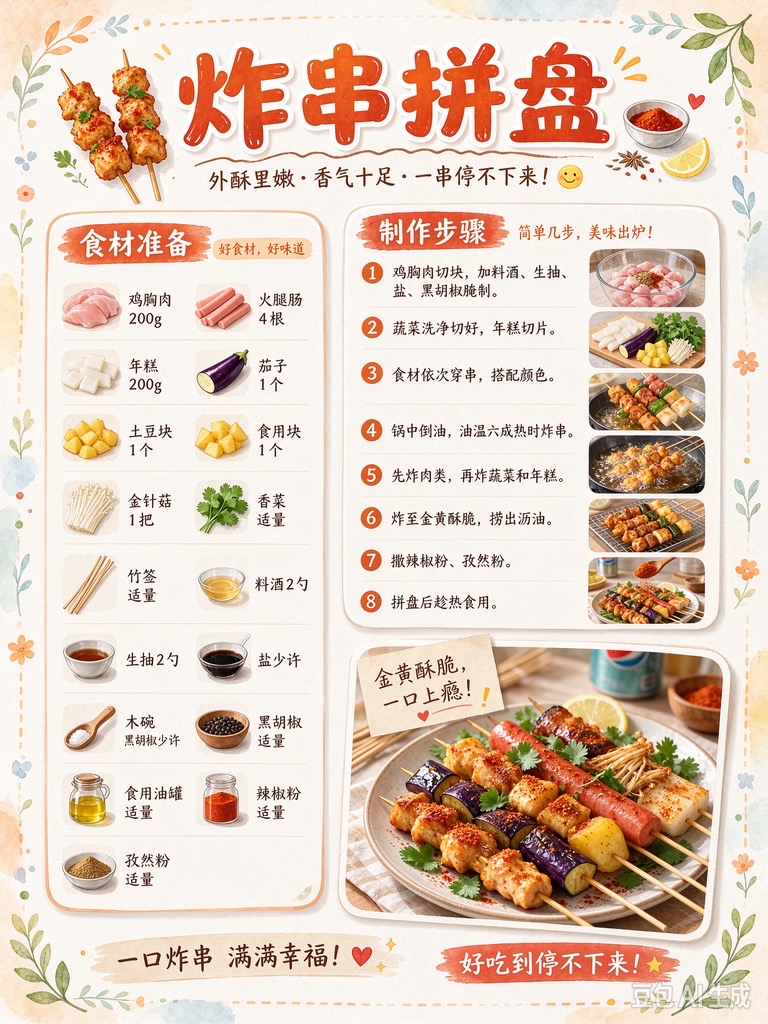 炸串拼盘
外酥里嫩·香气十足·一串停不下来！
食材准备
好食材，好味道
鸡胸肉
200g
火腿肠
4根
年糕
200g
茄子
1个
土豆块
1个
食用块
1个
金针菇
1把
香菜
适量
竹签
适量
料酒2勺
生抽2勺
盐少许
木碗
黑胡椒少许
黑胡椒
适量
食用油罐
适量
辣椒粉
适量
孜然粉
适量
制作步骤
简单几步，美味出炉！
1 鸡胸肉切块，加料酒、生抽、
盐、黑胡椒腌制。
2 蔬菜洗净切好，年糕切片。
3 食材依次穿串，搭配颜色。
4 锅中倒油，油温六成热时炸串。
5 先炸肉类，再炸蔬菜和年糕。
6 炸至金黄酥脆，捞出沥油。
7 撒辣椒粉、孜然粉。
8 拼盘后趁热食用。
金黄酥脆，
一口上瘾！
一口炸串 满满幸福！
好吃到停不下来！
豆包 AI 生成